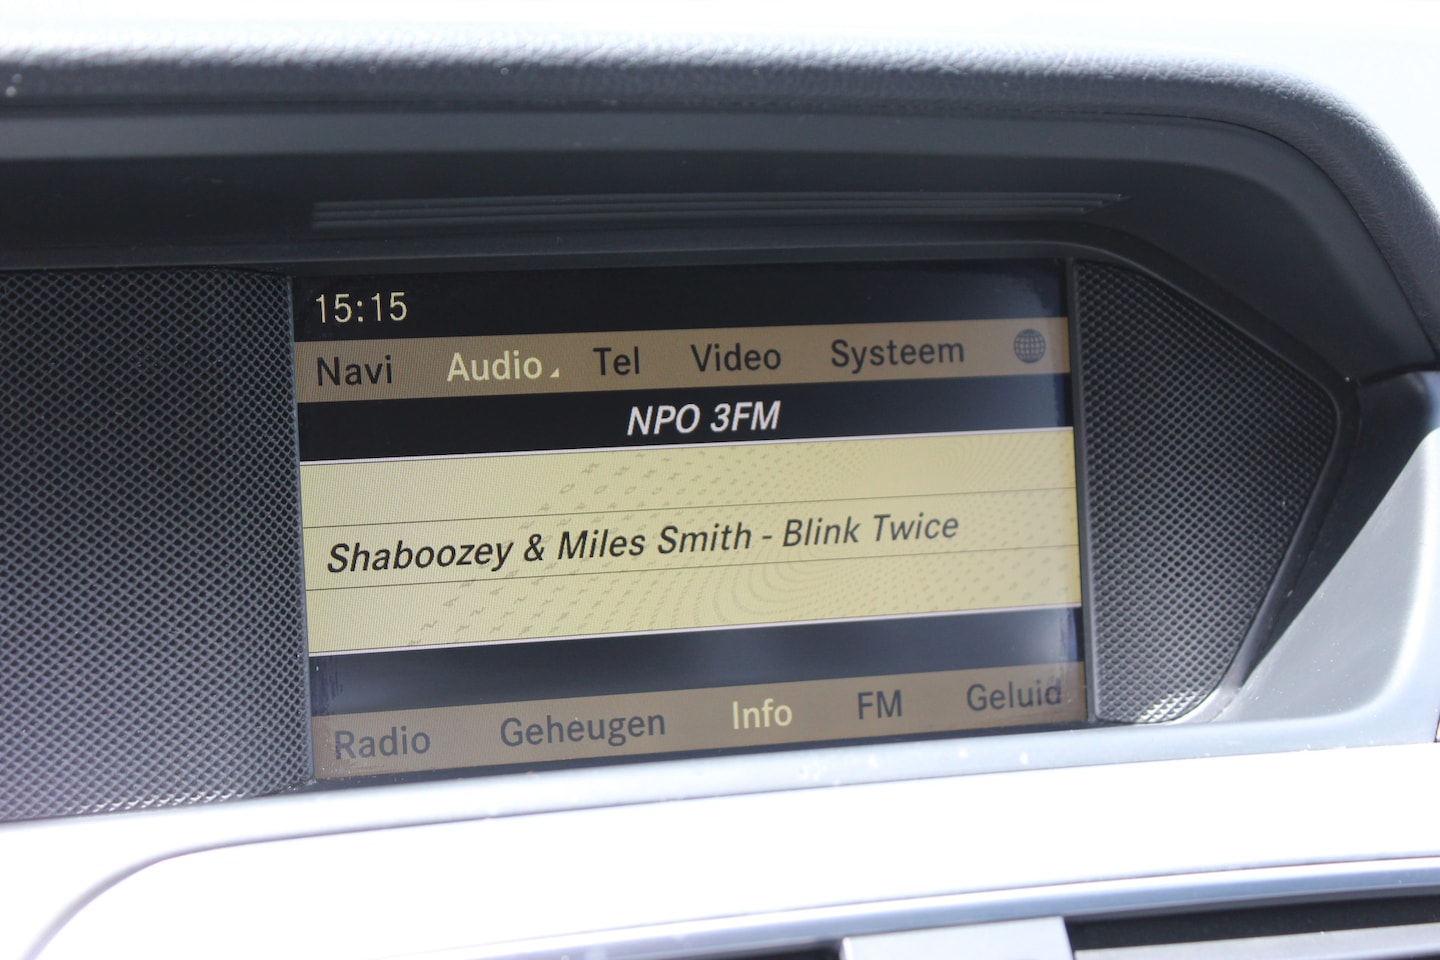 15:15
Navi Audio Tel Video Systeem
NPO 3FM
Shaboozey & Miles Smith - Blink Twice
Radio Geheugen Info FM Geluid